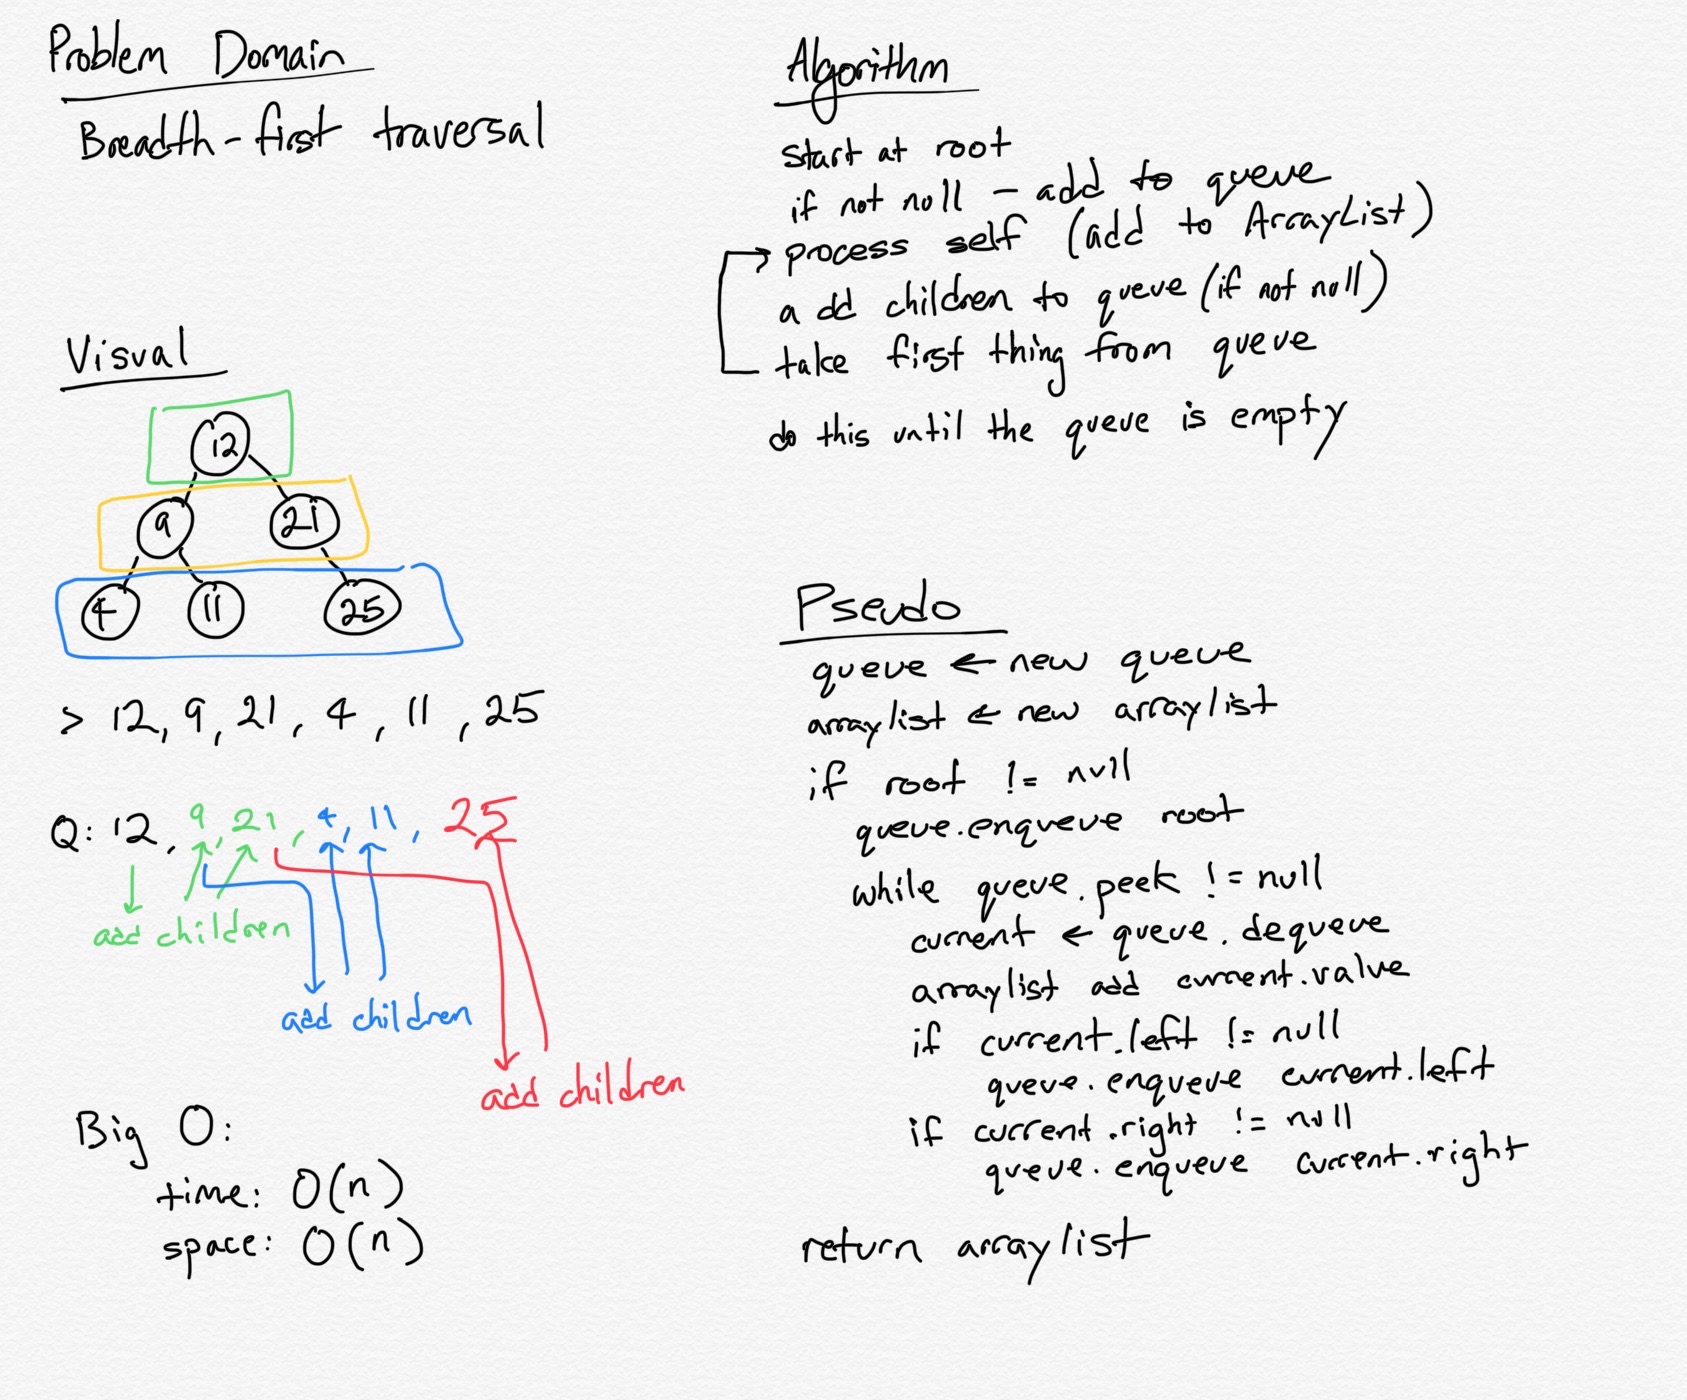 Problem Domain
Breadth-first traversal
Visual
12
9 21
4 11 25
> 12, 9, 21, 4, 11, 25
Q: 12, 9, 21, 4, 11, 25
add children
add children
add children
Big O:
time: O(n)
space: O(n)
Algorithm
start at root
if not null - add to queue
process self (add to ArrayList)
add children to queue (if not null)
take first thing from queue
do this until the queue is empty
Pseudo
queue ← new queue
arraylist ← new arraylist
if root != null
queue.enqueue root
while queue.peek != null
current ← queue.dequeue
arraylist add current.value
if current.left != null
queue.enqueue current.left
if current.right != null
queue.enqueue current.right
return arraylist